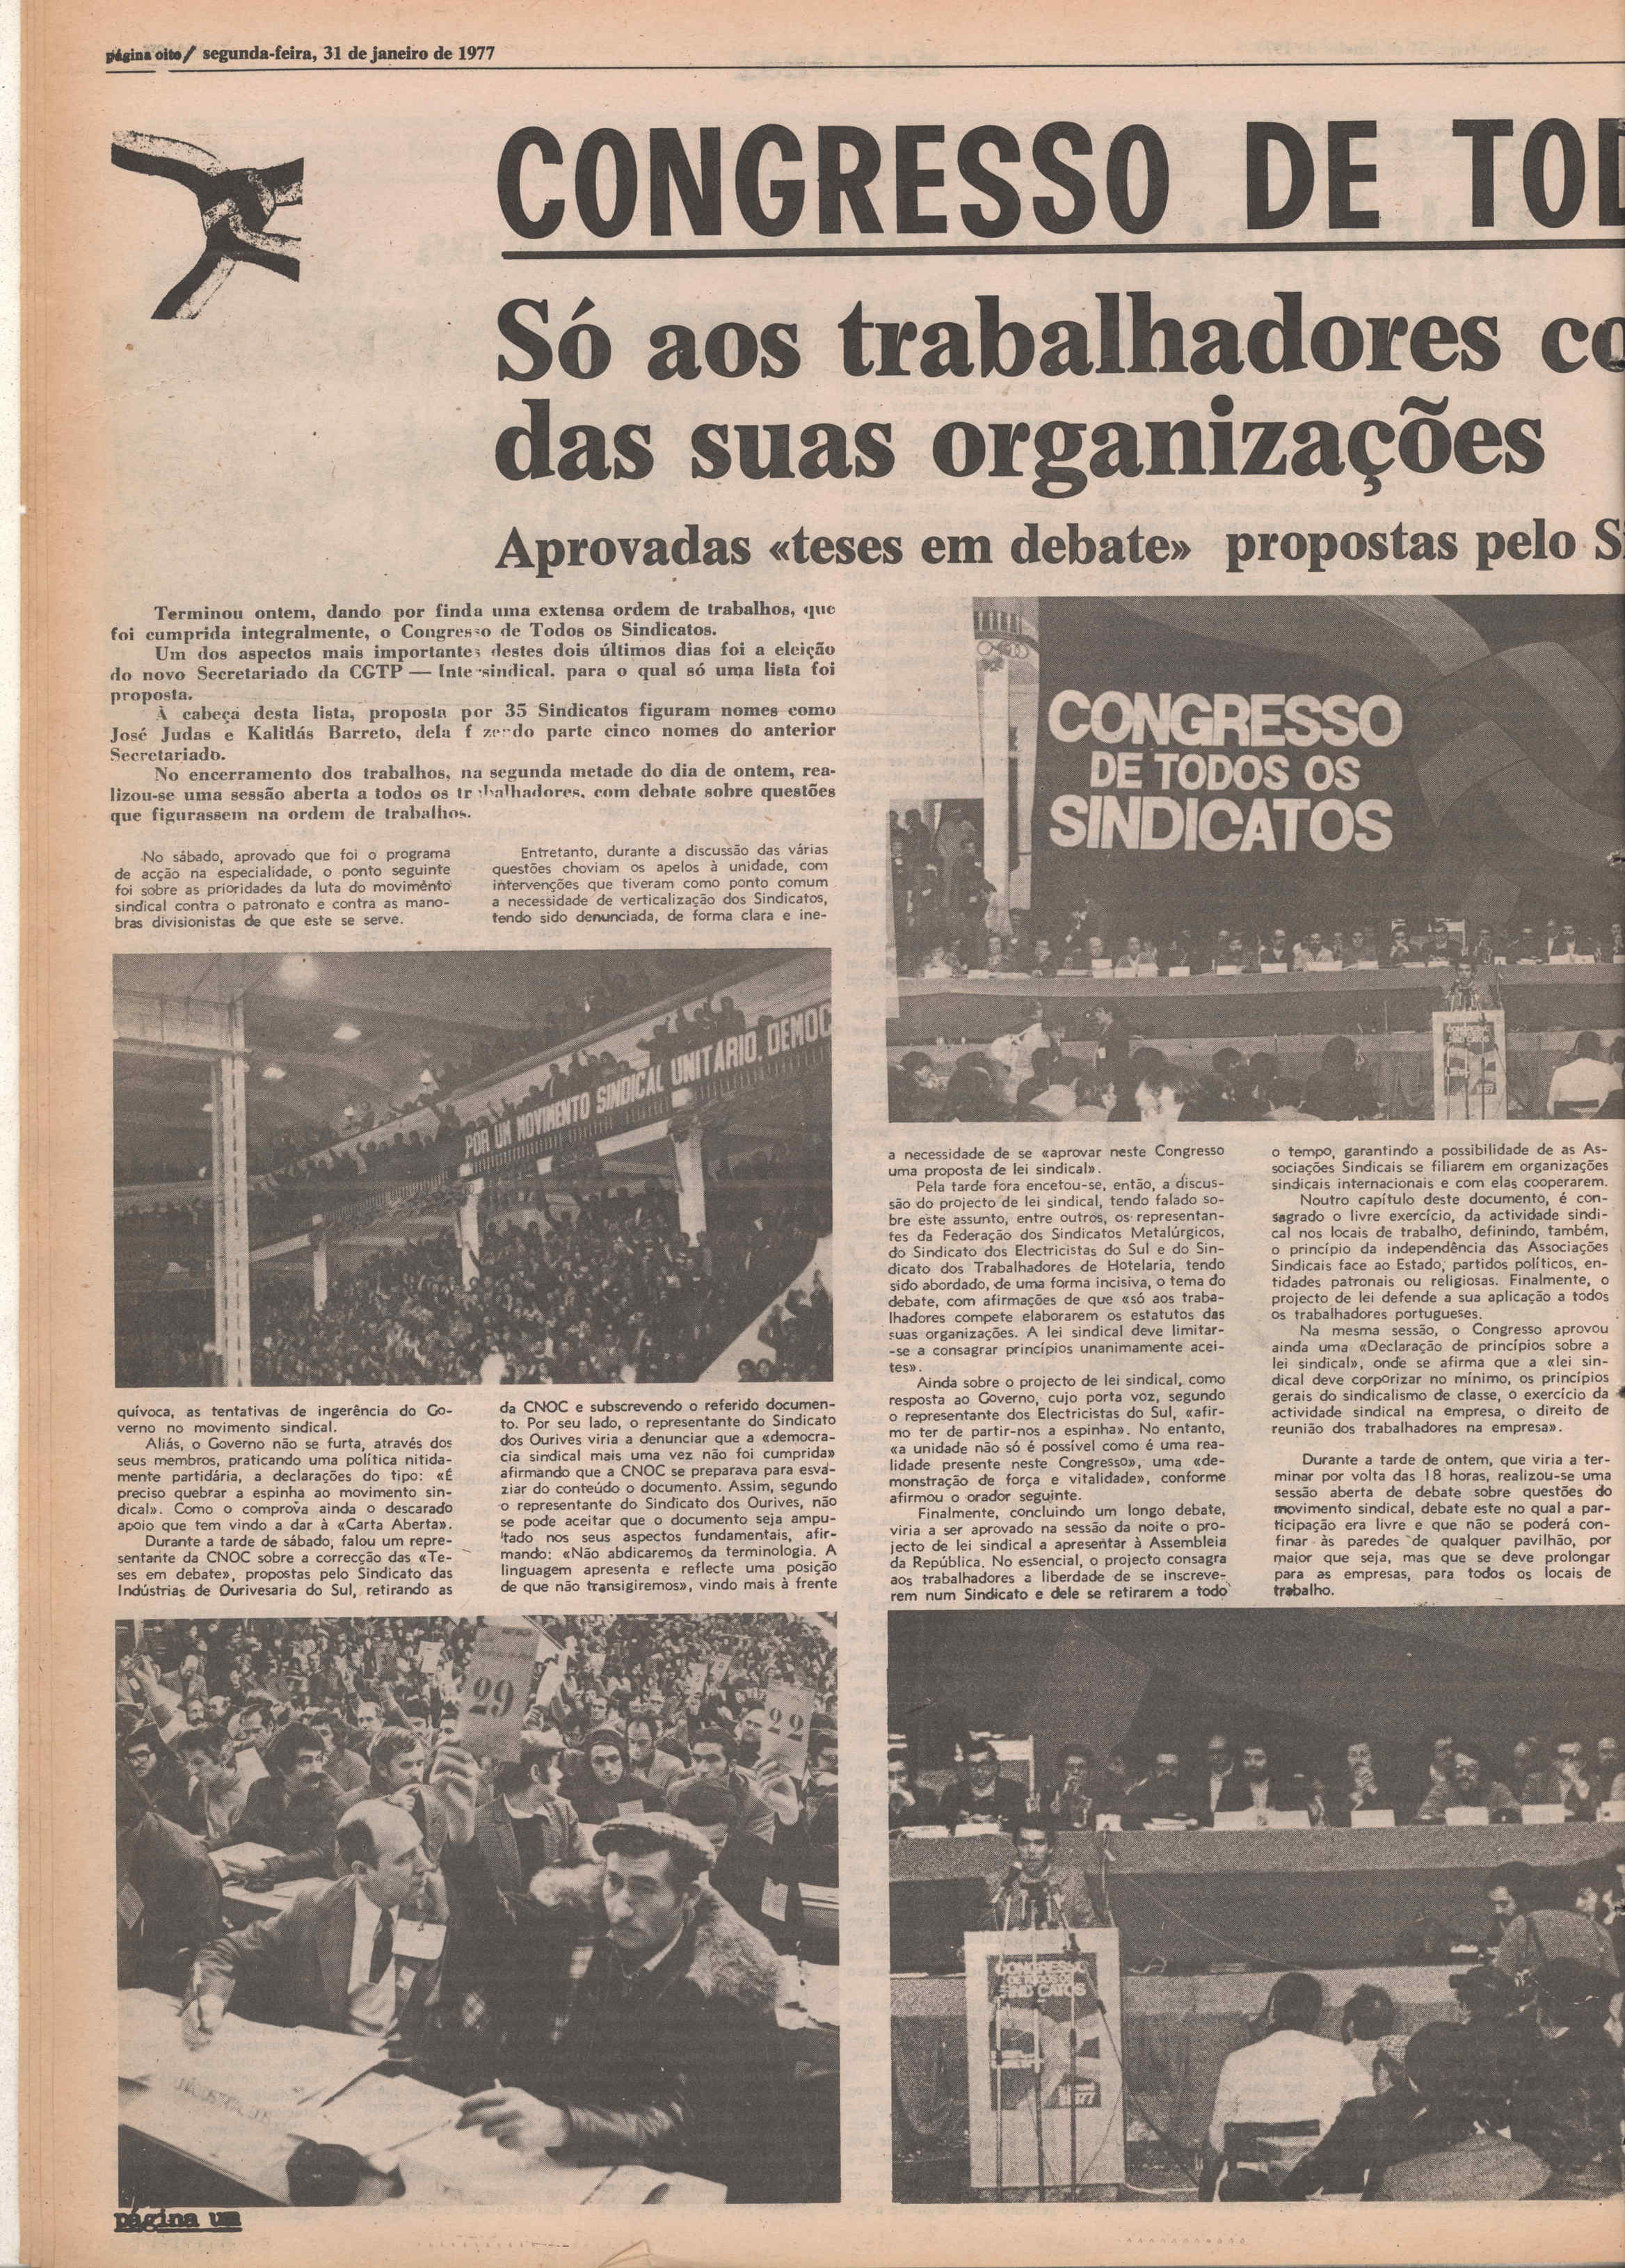 página oito / segunda-feira, 31 de janeiro de 1977
CONGRESSO DE TOD
Só aos trabalhadores co
das suas organizações
Aprovadas «teses em debate» propostas pelo S
Terminou ontem, dando por finda uma extensa ordem de trabalhos, que
foi cumprida integralmente, o Congresso de Todos os Sindicatos.
Um dos aspectos mais importantes destes dois últimos dias foi a eleição
do novo Secretariado da CGTP — Intersindical, para o qual só uma lista foi
proposta.
À cabeça desta lista, proposta por 35 Sindicatos figuram nomes como
José Judas e Kalidás Barreto, dela f zendo parte cinco nomes do anterior
Secretariado.
No encerramento dos trabalhos, na segunda metade do dia de ontem, rea-
lizou-se uma sessão aberta a todos os trabalhadores, com debate sobre questões
que figurassem na ordem de trabalhos.
No sábado, aprovado que foi o programa
de acção na especialidade, o ponto seguinte
foi sobre as prioridades da luta do movimento
sindical contra o patronato e contra as mano-
bras divisionistas de que este se serve.
Entretanto, durante a discussão das várias
questões choviam os apelos à unidade, com
intervenções que tiveram como ponto comum
a necessidade de verticalização dos Sindicatos,
tendo sido denunciada, de forma clara e ine-
POR UM MOVIMENTO SINDICAL UNITÁRIO, DEMOC
quívoca, as tentativas de ingerência do Go-
verno no movimento sindical.
Aliás, o Governo não se furta, através dos
seus membros, praticando uma política nitida-
mente partidária, a declarações do tipo: «É
preciso quebrar a espinha ao movimento sin-
dical». Como o comprova ainda o descarado
apoio que tem vindo a dar à «Carta Aberta».
Durante a tarde de sábado, falou um repre-
sentante da CNOC sobre a correcção das «Te-
ses em debate», propostas pelo Sindicato das
Indústrias de Ourivesaria do Sul, retirando as
da CNOC e subscrevendo o referido documen-
to. Por seu lado, o representante do Sindicato
dos Ourives viria a denunciar que a «democra-
cia sindical mais uma vez não foi cumprida»
afirmando que a CNOC se preparava para esva-
ziar do conteúdo o documento. Assim, segundo
o representante do Sindicato dos Ourives, não
se pode aceitar que o documento seja ampu-
tado nos seus aspectos fundamentais, afir-
mando: «Não abdicaremos da terminologia. A
linguagem apresenta e reflecte uma posição
de que não transigiremos», vindo mais à frente
CONGRESSO
DE TODOS OS
SINDICATOS
a necessidade de se «aprovar neste Congresso
uma proposta de lei sindical».
Pela tarde fora encetou-se, então, a discus-
são do projecto de lei sindical, tendo falado so-
bre este assunto, entre outros, os representan-
tes da Federação dos Sindicatos Metalúrgicos,
do Sindicato dos Electricistas do Sul e do Sin-
dicato dos Trabalhadores de Hotelaria, tendo
sido abordado, de uma forma incisiva, o tema do
debate, com afirmações de que «só aos traba-
lhadores compete elaborarem os estatutos das
suas organizações. A lei sindical deve limitar-
-se a consagrar princípios unanimamente acei-
tes».
Ainda sobre o projecto de lei sindical, como
resposta ao Governo, cujo porta voz, segundo
o representante dos Electricistas do Sul, «afir-
mo ter de partir-nos a espinha». No entanto,
«a unidade não só é possível como é uma rea-
lidade presente neste Congresso», uma «de-
monstração de força e vitalidade», conforme
afirmou o orador seguinte.
Finalmente, concluindo um longo debate,
viria a ser aprovado na sessão da noite o pro-
jecto de lei sindical a apresentar à Assembleia
da República. No essencial, o projecto consagra
aos trabalhadores a liberdade de se inscreve-
rem num Sindicato e dele se retirarem a todo
o tempo, garantindo a possibilidade de as As-
sociações Sindicais se filiarem em organizações
sindicais internacionais e com elas cooperarem.
Noutro capítulo deste documento, é con-
sagrado o livre exercício, da actividade sindi-
cal nos locais de trabalho, definindo, também,
o princípio da independência das Associações
Sindicais face ao Estado, partidos políticos, en-
tidades patronais ou religiosas. Finalmente, o
projecto de lei defende a sua aplicação a todos
os trabalhadores portugueses.
Na mesma sessão, o Congresso aprovou
ainda uma «Declaração de princípios sobre a
lei sindical», onde se afirma que a «lei sin-
dical deve corporizar no mínimo, os princípios
gerais do sindicalismo de classe, o exercício da
actividade sindical na empresa, o direito de
reunião dos trabalhadores na empresa».
Durante a tarde de ontem, que viria a ter-
minar por volta das 18 horas, realizou-se uma
sessão aberta de debate sobre questões do
movimento sindical, debate este no qual a par-
ticipação era livre e que não se poderá con-
finar às paredes de qualquer pavilhão, por
maior que seja, mas que se deve prolongar
para as empresas, para todos os locais de
trabalho.
29
22
CONGRESSO
DE TODOS OS
SINDICATOS
1977
página um